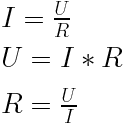 I = U/R
U = I * R
R = U/I